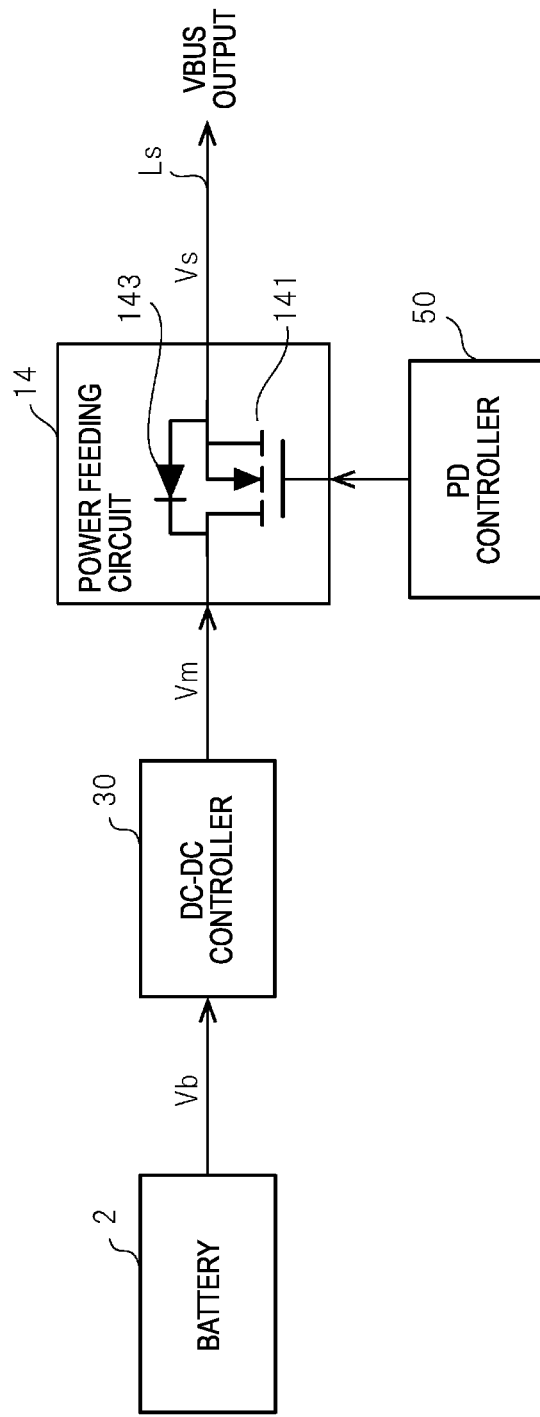 2
BATTERY
Vb
30
DC-DC
CONTROLLER
Vm
14
POWER FEEDING
CIRCUIT
143
141
Vs
Ls
VBUS
OUTPUT
50
PD
CONTROLLER